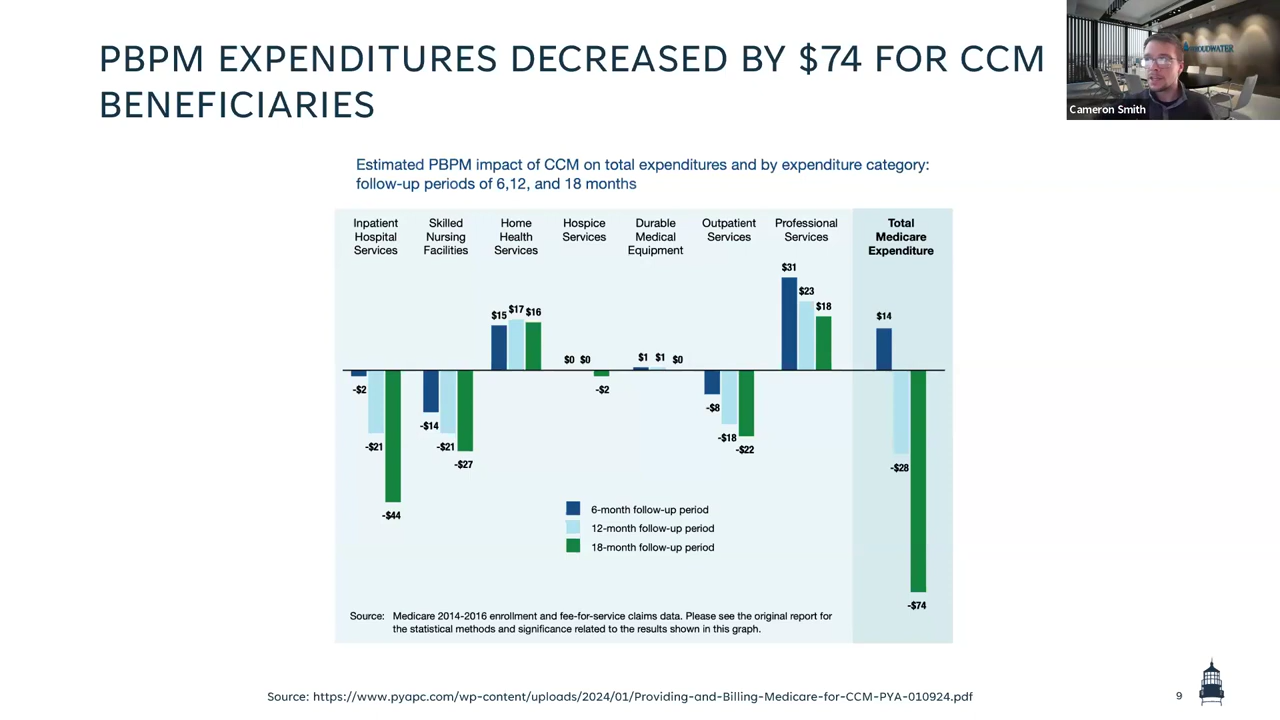 PBPM EXPENDITURES DECREASED BY $74 FOR CCM
BENEFICIARIES
Cameron Smith
Estimated PBPM impact of CCM on total expenditures and by expenditure category:
follow-up periods of 6,12, and 18 months
Inpatient
Hospital
Services
Skilled
Nursing
Facilities
Home
Health
Services
Hospice
Services
Durable
Medical
Equipment
Outpatient
Services
Professional
Services
Total
Medicare
Expenditure
-$2
-$21
-$44
-$14
-$21
-$27
$15
$17
$16
$0
$0
-$2
$1
$1
$0
-$8
-$18
-$22
$31
$23
$18
$14
-$28
-$74
6-month follow-up period
12-month follow-up period
18-month follow-up period
Source: Medicare 2014-2016 enrollment and fee-for-service claims data. Please see the original report for
the statistical methods and significance related to the results shown in this graph.
Source: https://www.pyapc.com/wp-content/uploads/2024/01/Providing-and-Billing-Medicare-for-CCM-PYA-010924.pdf
9